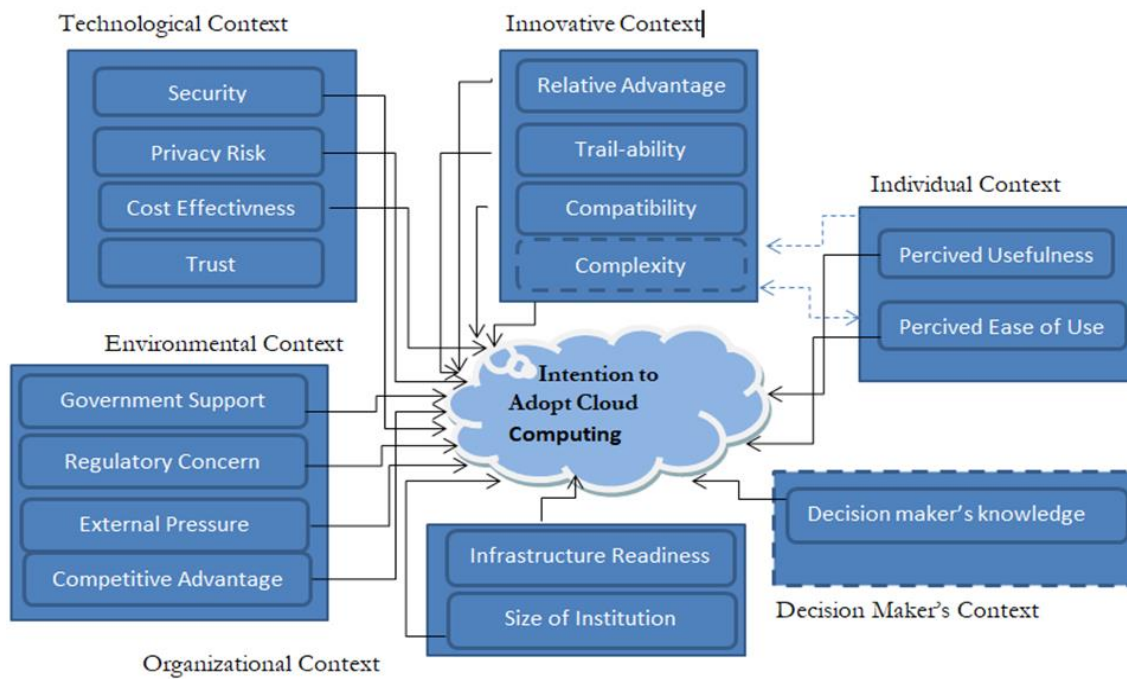 Technological Context
Security
Privacy Risk
Cost Effectivness
Trust
Innovative Context
Relative Advantage
Trail-ability
Compatibility
Complexity
Individual Context
Percived Usefulness
Percived Ease of Use
Environmental Context
Government Support
Regulatory Concern
External Pressure
Competitive Advantage
Intention to
Adopt Cloud
Computing
Infrastructure Readiness
Size of Institution
Organizational Context
Decision maker’s knowledge
Decision Maker’s Context